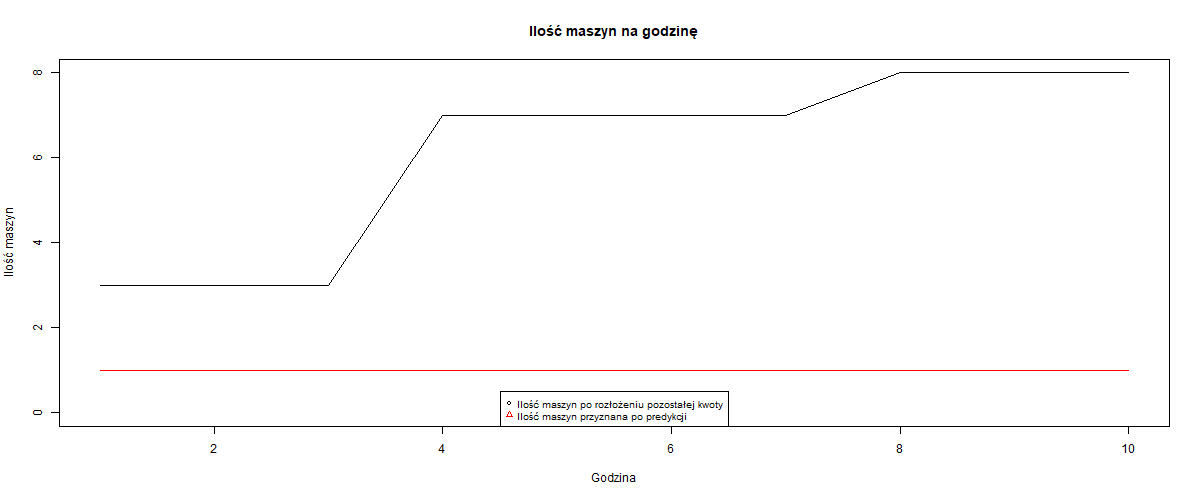 Ilość maszyn na godzinę
Ilość maszyn
8
6
4
2
0
Ilość maszyn po rozłożeniu pozostałej kwoty
Ilość maszyn przyznana po predykcji
2 4 6 8 10
Godzina